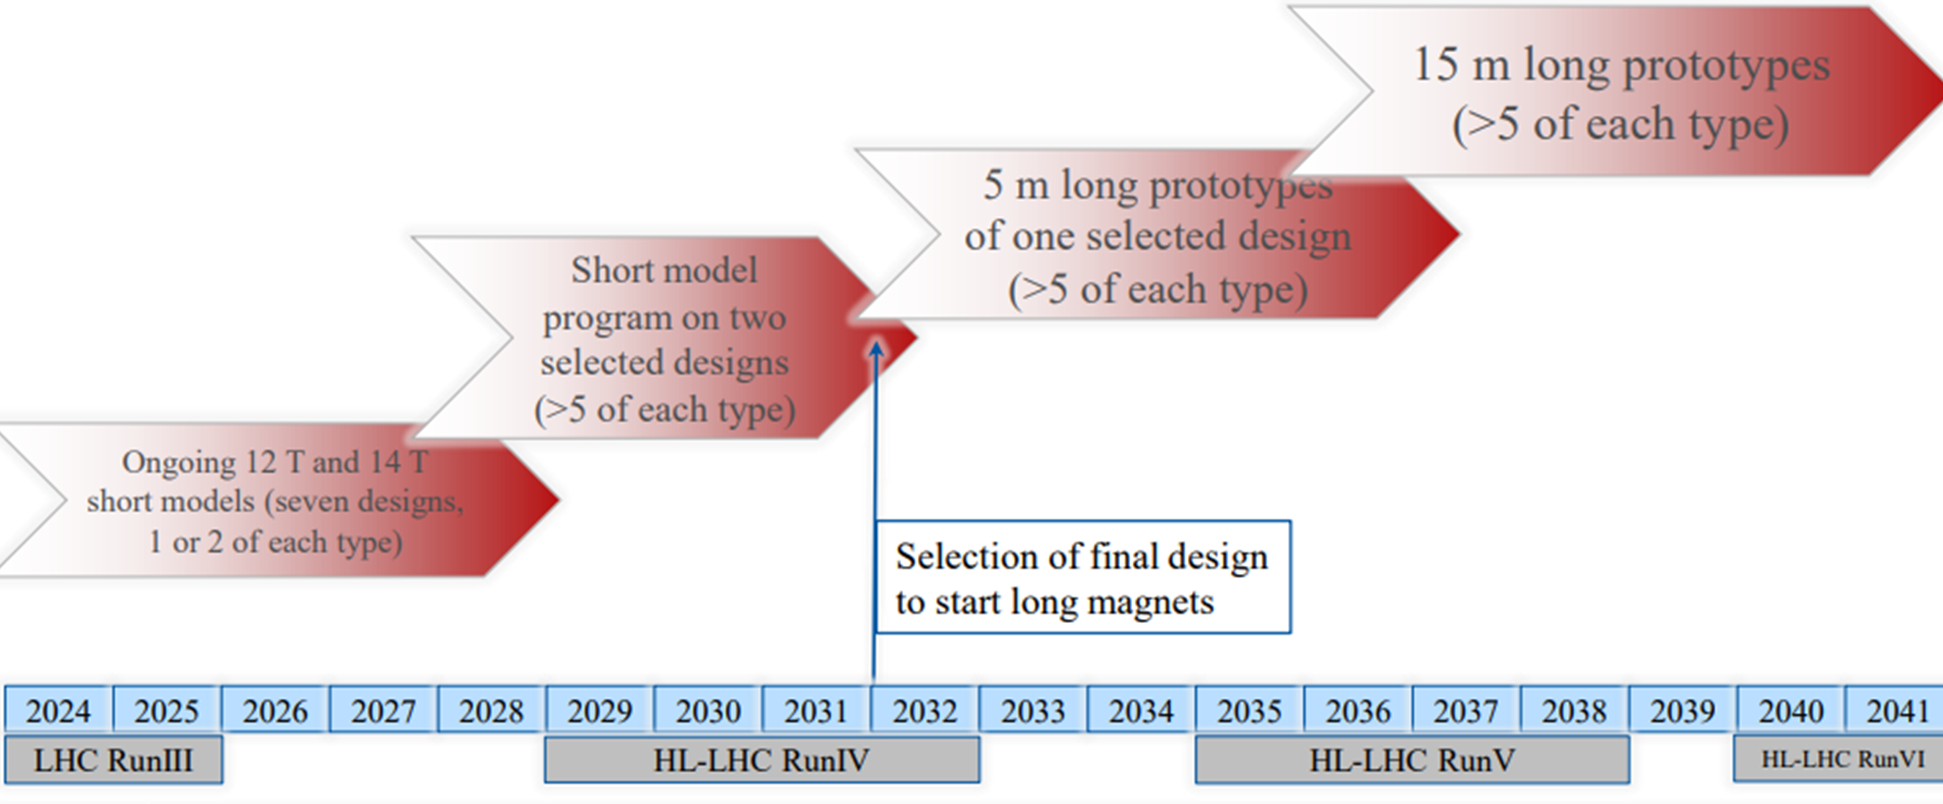 15 m long prototypes
(>5 of each type)
5 m long prototypes
of one selected design
(>5 of each type)
Short model
program on two
selected designs
(>5 of each type)
Ongoing 12 T and 14 T
short models (seven designs,
1 or 2 of each type)
Selection of final design
to start long magnets
2024 2025 2026 2027 2028 2029 2030 2031 2032 2033 2034 2035 2036 2037 2038 2039 2040 2041
LHC RunIII HL-LHC RunIV HL-LHC RunV HL-LHC RunVI